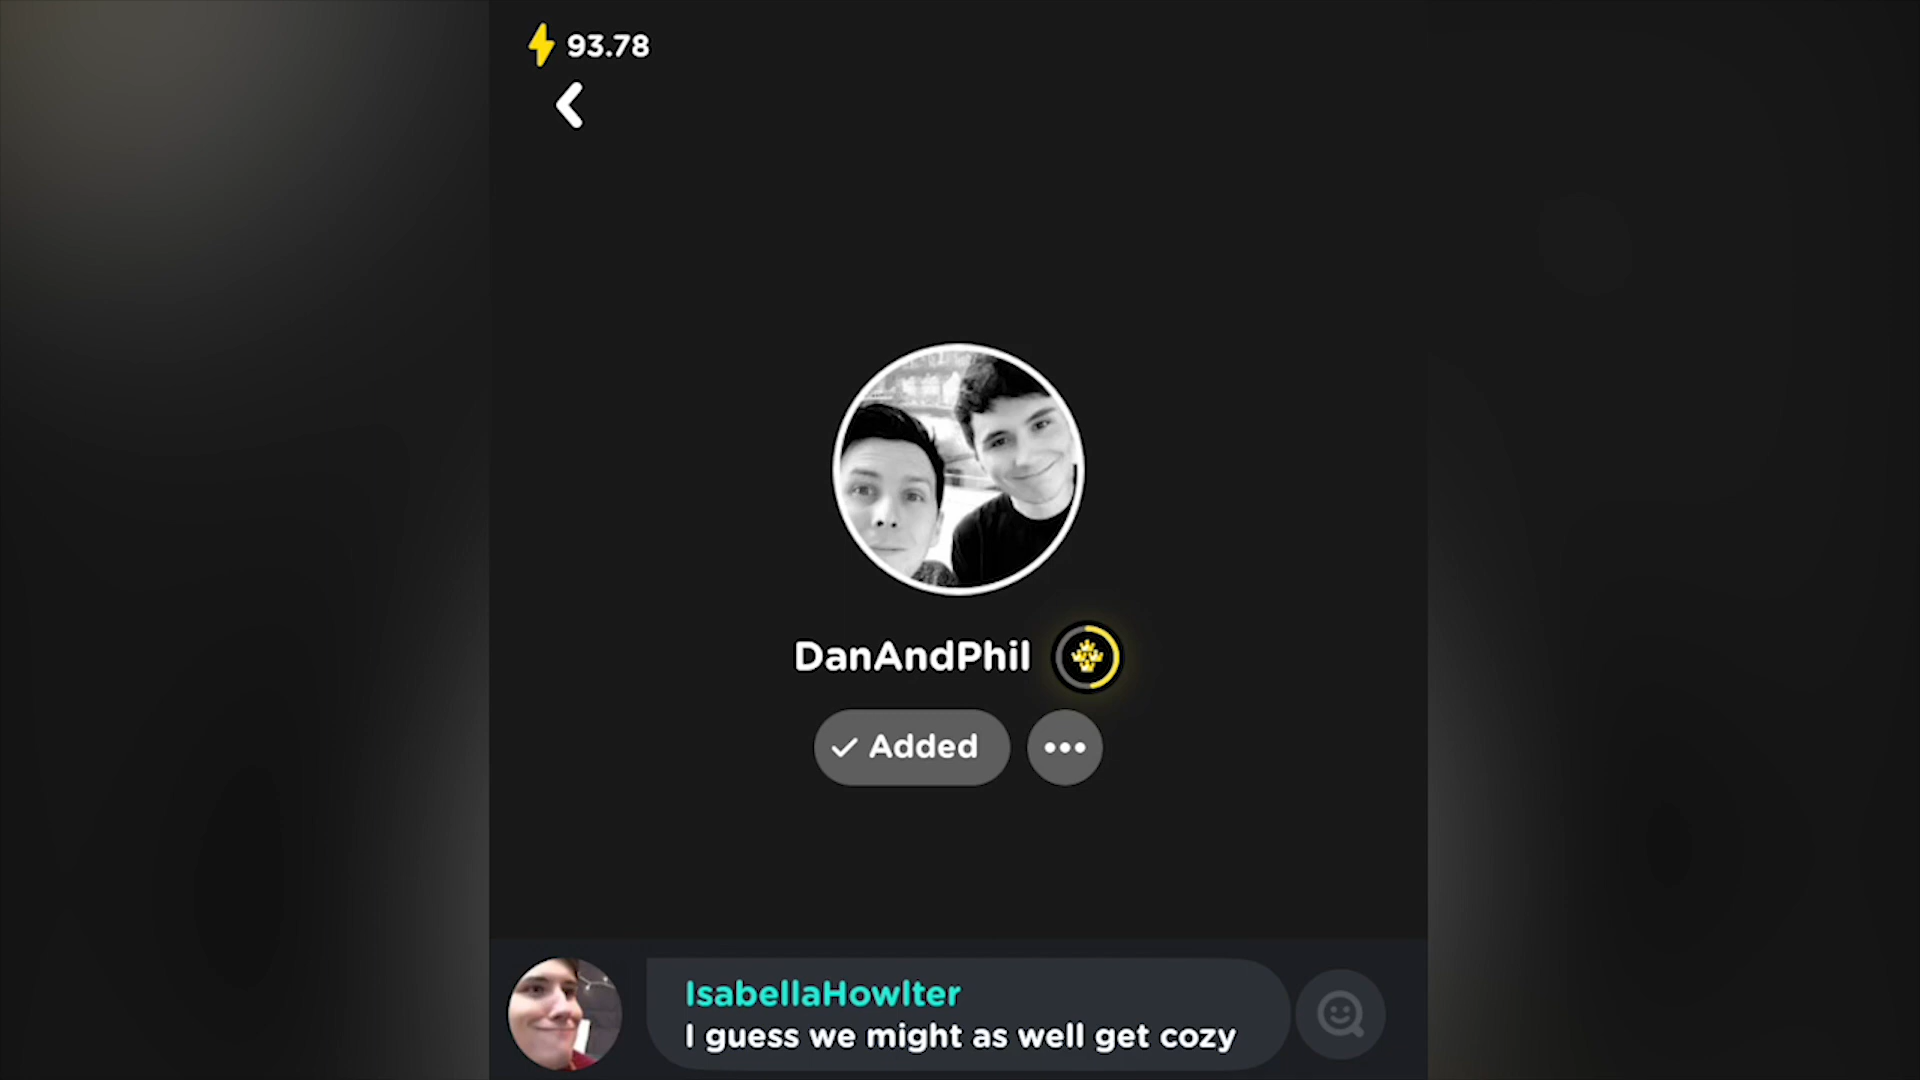 93.78
DanAndPhil
Added
IsabellaHowlter
I guess we might as well get cozy